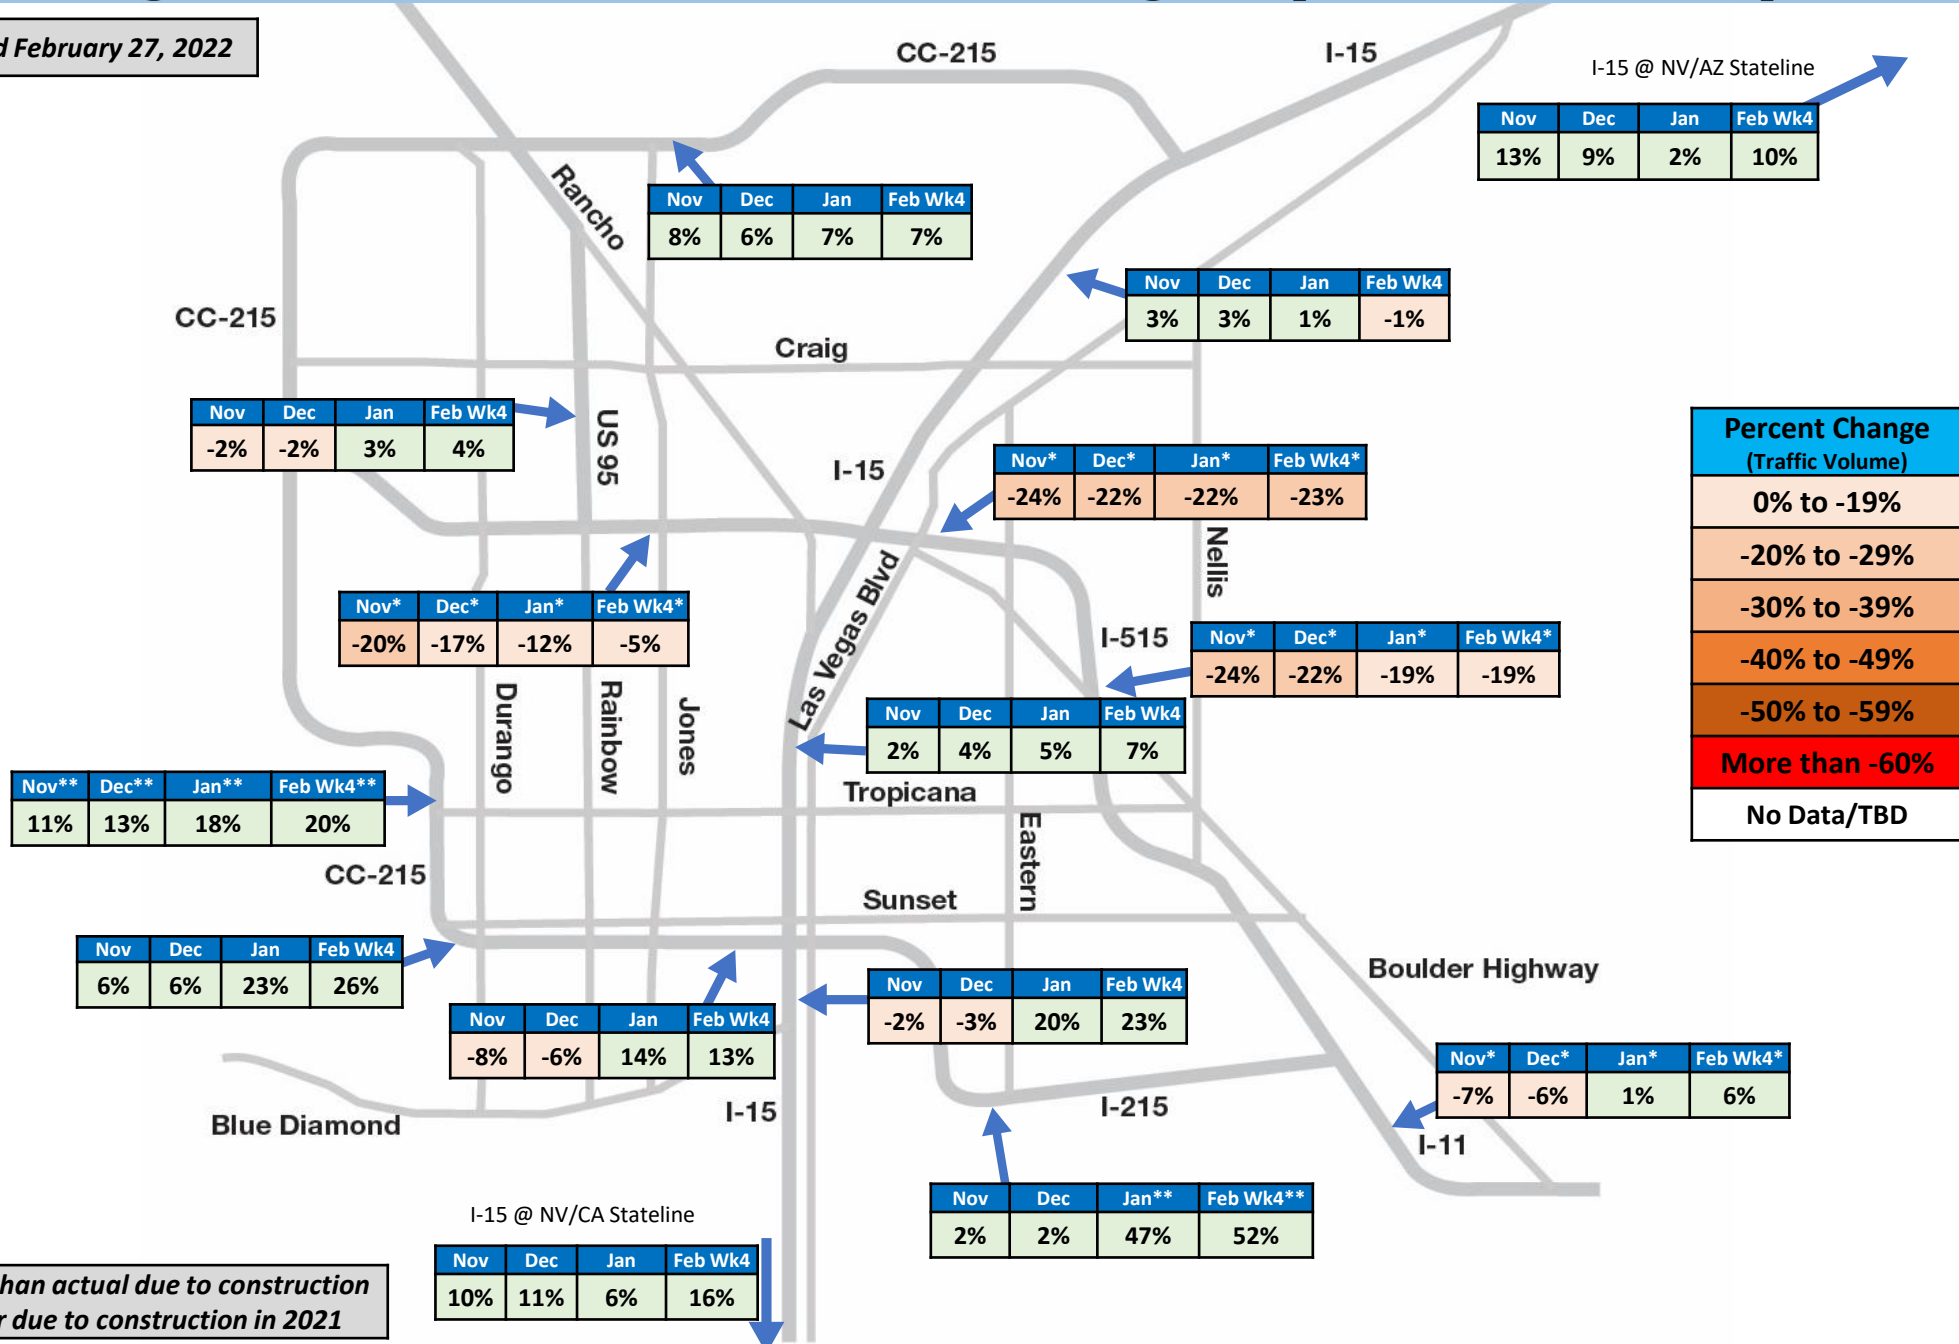 February 27, 2022
CC-215
I-15
I-15 @ NV/AZ Stateline
Nov Dec Jan Feb Wk4
13% 9% 2% 10%
Rancho
Nov Dec Jan Feb Wk4
8% 6% 7% 7%
Nov Dec Jan Feb Wk4
3% 3% 1% -1%
CC-215
Craig
Nov Dec Jan Feb Wk4
-2% -2% 3% 4%
US 95
I-15
Nov* Dec* Jan* Feb Wk4*
-24% -22% -22% -23%
Percent Change
(Traffic Volume)
0% to -19%
-20% to -29%
-30% to -39%
-40% to -49%
-50% to -59%
More than -60%
No Data/TBD
Nellis
Las Vegas Blvd
Nov* Dec* Jan* Feb Wk4*
-20% -17% -12% -5%
I-515
Nov* Dec* Jan* Feb Wk4*
-24% -22% -19% -19%
Durango
Rainbow
Jones
Nov Dec Jan Feb Wk4
2% 4% 5% 7%
Nov** Dec** Jan** Feb Wk4**
11% 13% 18% 20%
Tropicana
Eastern
CC-215
Sunset
Nov Dec Jan Feb Wk4
6% 6% 23% 26%
Boulder Highway
Nov Dec Jan Feb Wk4
-2% -3% 20% 23%
Nov Dec Jan Feb Wk4
-8% -6% 14% 13%
Nov* Dec* Jan* Feb Wk4*
-7% -6% 1% 6%
Blue Diamond
I-15
I-215
I-11
Nov Dec Jan** Feb Wk4**
2% 2% 47% 52%
I-15 @ NV/CA Stateline
Nov Dec Jan Feb Wk4
10% 11% 6% 16%
han actual due to construction
r due to construction in 2021